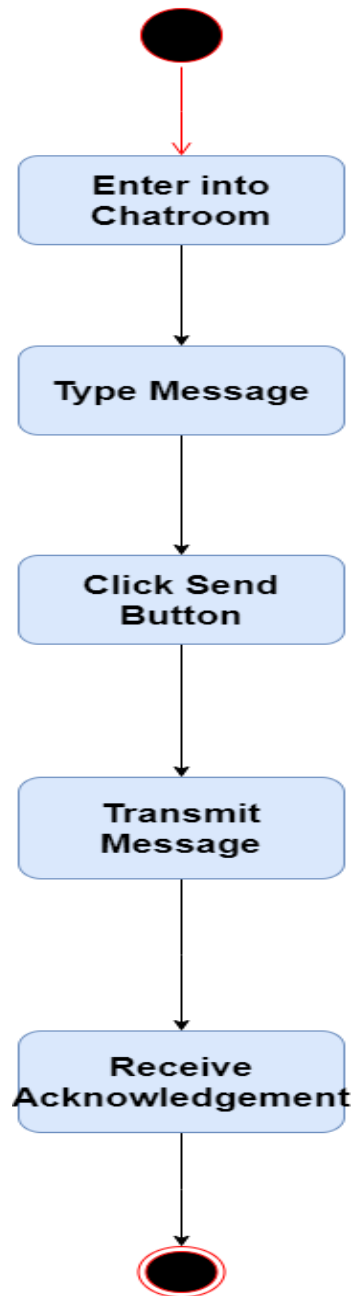 Enter into
Chatroom
Type Message
Click Send
Button
Transmit
Message
Receive
Acknowledgement